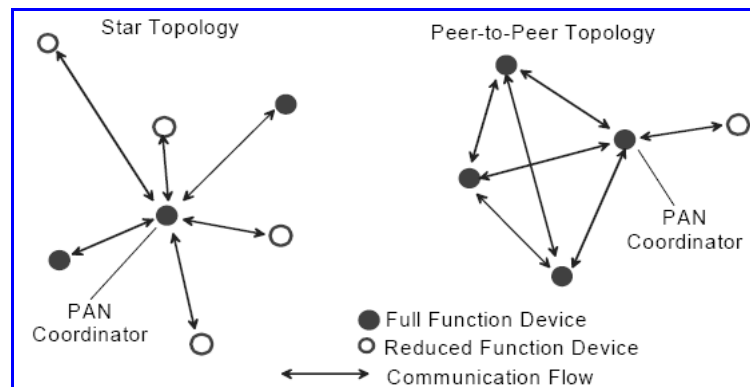 Star Topology
Peer-to-Peer Topology
PAN
Coordinator
PAN
Coordinator
Full Function Device
Reduced Function Device
Communication Flow